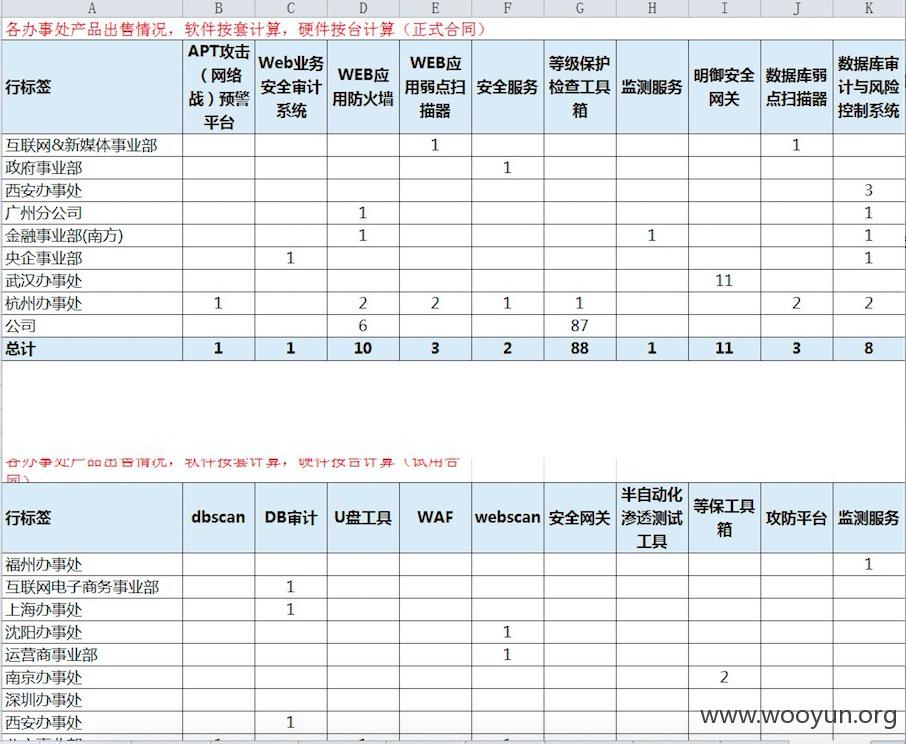 A B C D E F G H I J K
各办事处产品出售情况，软件按套计算，硬件按台计算（正式合同）
行标签 APT攻击（网络战）预警平台 Web业务安全审计系统 WEB应用防火墙 WEB应用弱点扫描器 安全服务 等级保护检查工具箱 监测服务 明御安全网关 数据库弱点扫描器 数据库审计与风险控制系统
互联网&新媒体事业部 1 1
政府事业部 1
西安办事处 3
广州分公司 1 1
金融事业部(南方) 1 1 1
央企事业部 1 1
武汉办事处 11
杭州办事处 1 2 2 1 1 2 2
公司 6 87
总计 1 1 10 3 2 88 1 11 3 8
各办事处产品出售情况，软件按套计算，硬件按台计算（试用合同）
行标签 dbscan DB审计 U盘工具 WAF webscan 安全网关 半自动化渗透测试工具 等保工具箱 攻防平台 监测服务
福州办事处 1
互联网电子商务事业部 1
上海办事处 1
沈阳办事处 1
运营商事业部 1
南京办事处 2
深圳办事处
西安办事处 1
www.wooyun.org